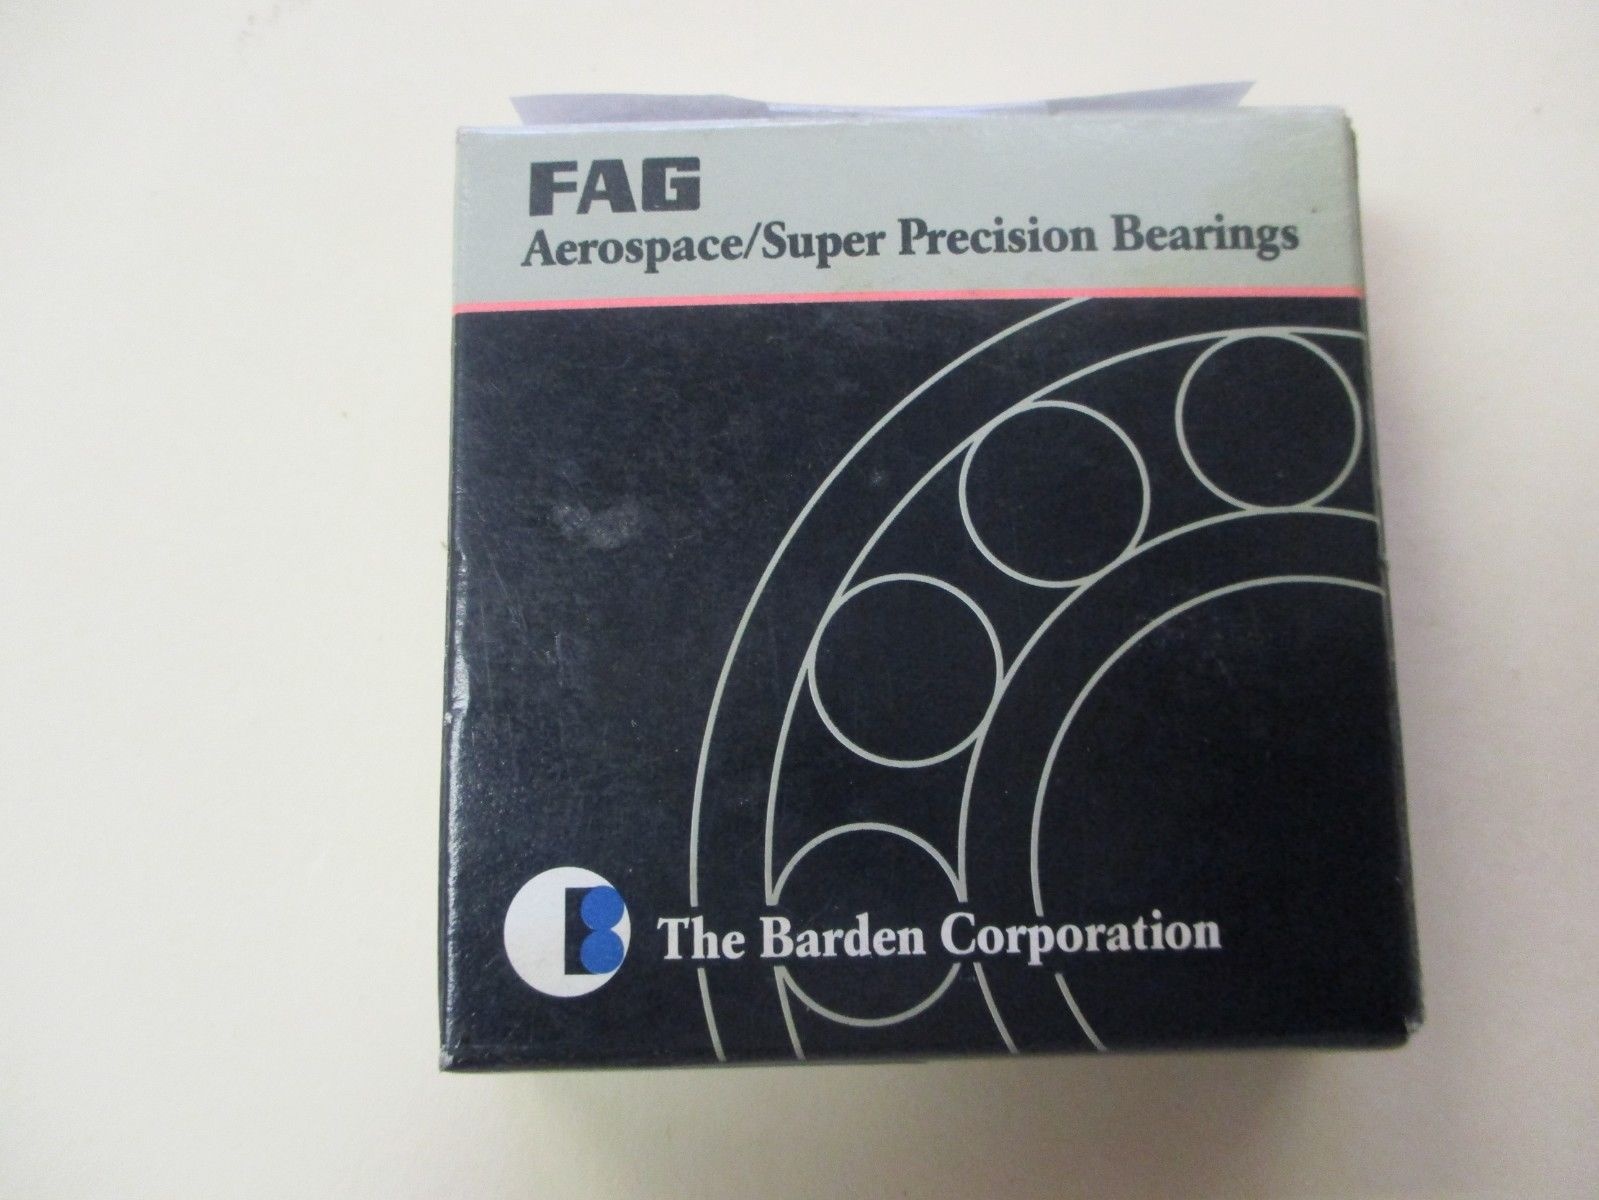 FAG
Aerospace/Super Precision Bearings
B
The Barden Corporation